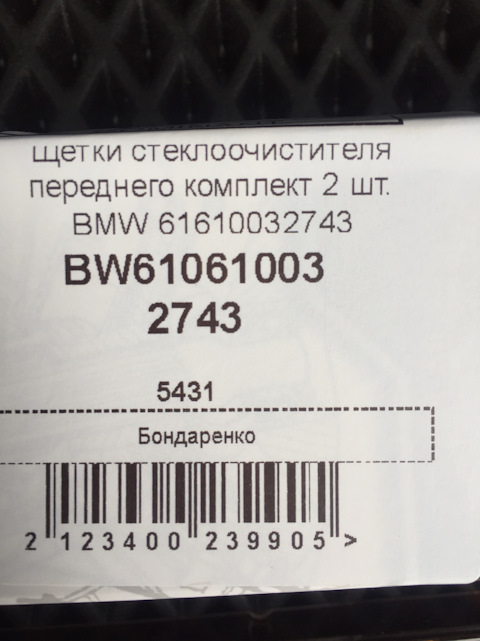 щетки стеклоочистителя
переднего комплект 2 шт.
BMW 61610032743
BW61061003
2743
5431
Бондаренко
2 123400 239905 >